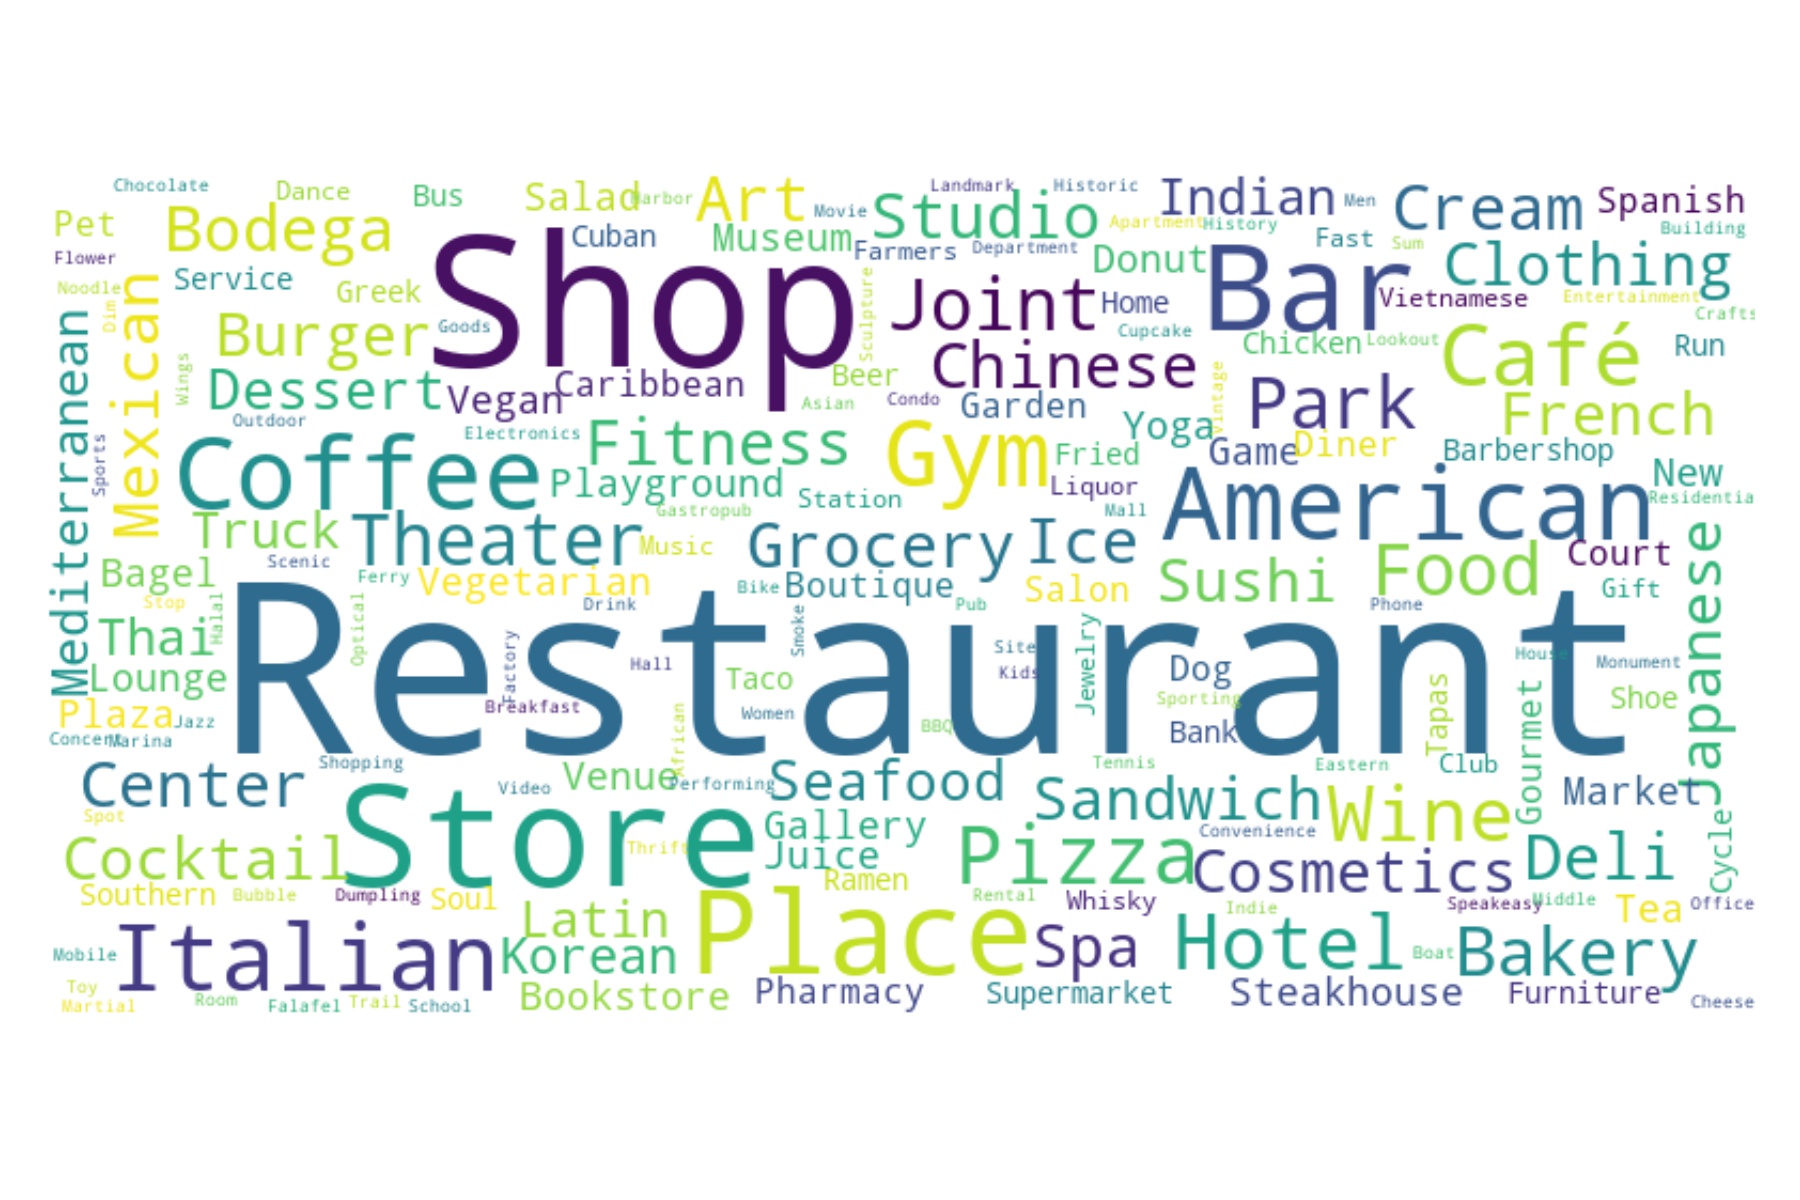 Chocolate
Dance
Bus
Salad
Harbor
Art
Movie
Studio
Landmark
Historic
Indian
Men
Cream
Spanish
Pet
Bodega
Shop
Cuban
Museum
Farmers
Department
Apartment
History
Fast
Sum
Building
Flower
Service
Greek
Donut
Bar
Clothing
Noodle
Dim
Mexican
Burger
Goods
Sculpture
Joint
Home
Vietnamese
Entertainment
Crafts
Mediterranean
Wings
Dessert
Vegan
Caribbean
Beer
Chinese
Cupcake
Chicken
Lookout
Café
Run
Asian
Condo
Garden
Yoga
Vintage
Park
French
Outdoor
Electronics
Sports
Coffee
Fitness
Gym
Fried
Game
Diner
Barbershop
New
Playground
Station
Liquor
American
Residentia
Truck
Theater
Gastropub
Music
Grocery
Ice
Mall
Court
Japanese
Bagel
Scenic
Ferry
Vegetarian
Bike
Boutique
Salon
Sushi
Food
Gift
Stop
Halal
Optical
Drink
Smoke
Pub
Phone
Thai
Restaurant
Lounge
Factory
Hall
Taco
Site
Kids
Jewelry
Dog
House
Monument
Plaza
Jazz
Breakfast
African
Women
BBQ
Sporting
Bank
Tapas
Gourmet
Shoe
Concert
Marina
Center
Shopping
Video
Venue
Performing
Seafood
Tennis
Eastern
Club
Market
Spot
Store
Sandwich
Wine
Cocktail
Thrift
Gallery
Juice
Pizza
Convenience
Cosmetics
Deli
Cycle
Southern
Bubble
Dumpling
Soul
Ramen
Rental
Whisky
Indie
Speakeasy
Middle
Tea
Office
Latin
Place
Mobile
Italian
Korean
Spa
Hotel
Boat
Bakery
Toy
Martial
Room
Falafel
Trail
School
Bookstore
Pharmacy
Supermarket
Steakhouse
Furniture
Cheese